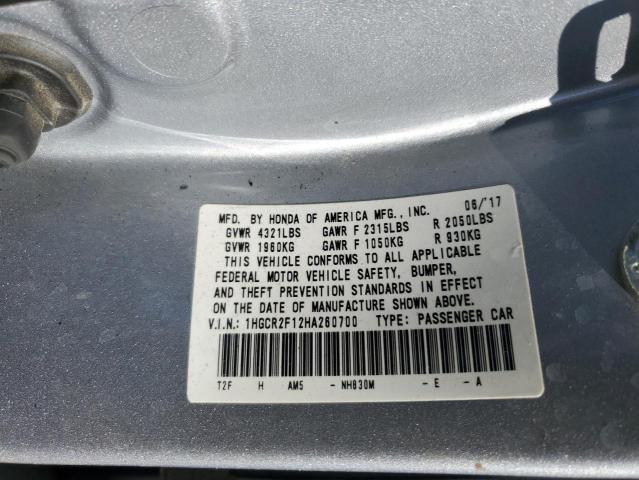 MFD. BY HONDA OF AMERICA MFG., INC. 06/'17
GVWR 4321LBS GAWR F 2315LBS R 2050LBS
GVWR 1960KG GAWR F 1050KG R 930KG
THIS VEHICLE CONFORMS TO ALL APPLICABLE
FEDERAL MOTOR VEHICLE SAFETY, BUMPER,
AND THEFT PREVENTION STANDARDS IN EFFECT
ON THE DATE OF MANUFACTURE SHOWN ABOVE.
V.I.N.: 1HGCR2F12HA260700 TYPE: PASSENGER CAR
T2F H AM5 - NH830M - E - A